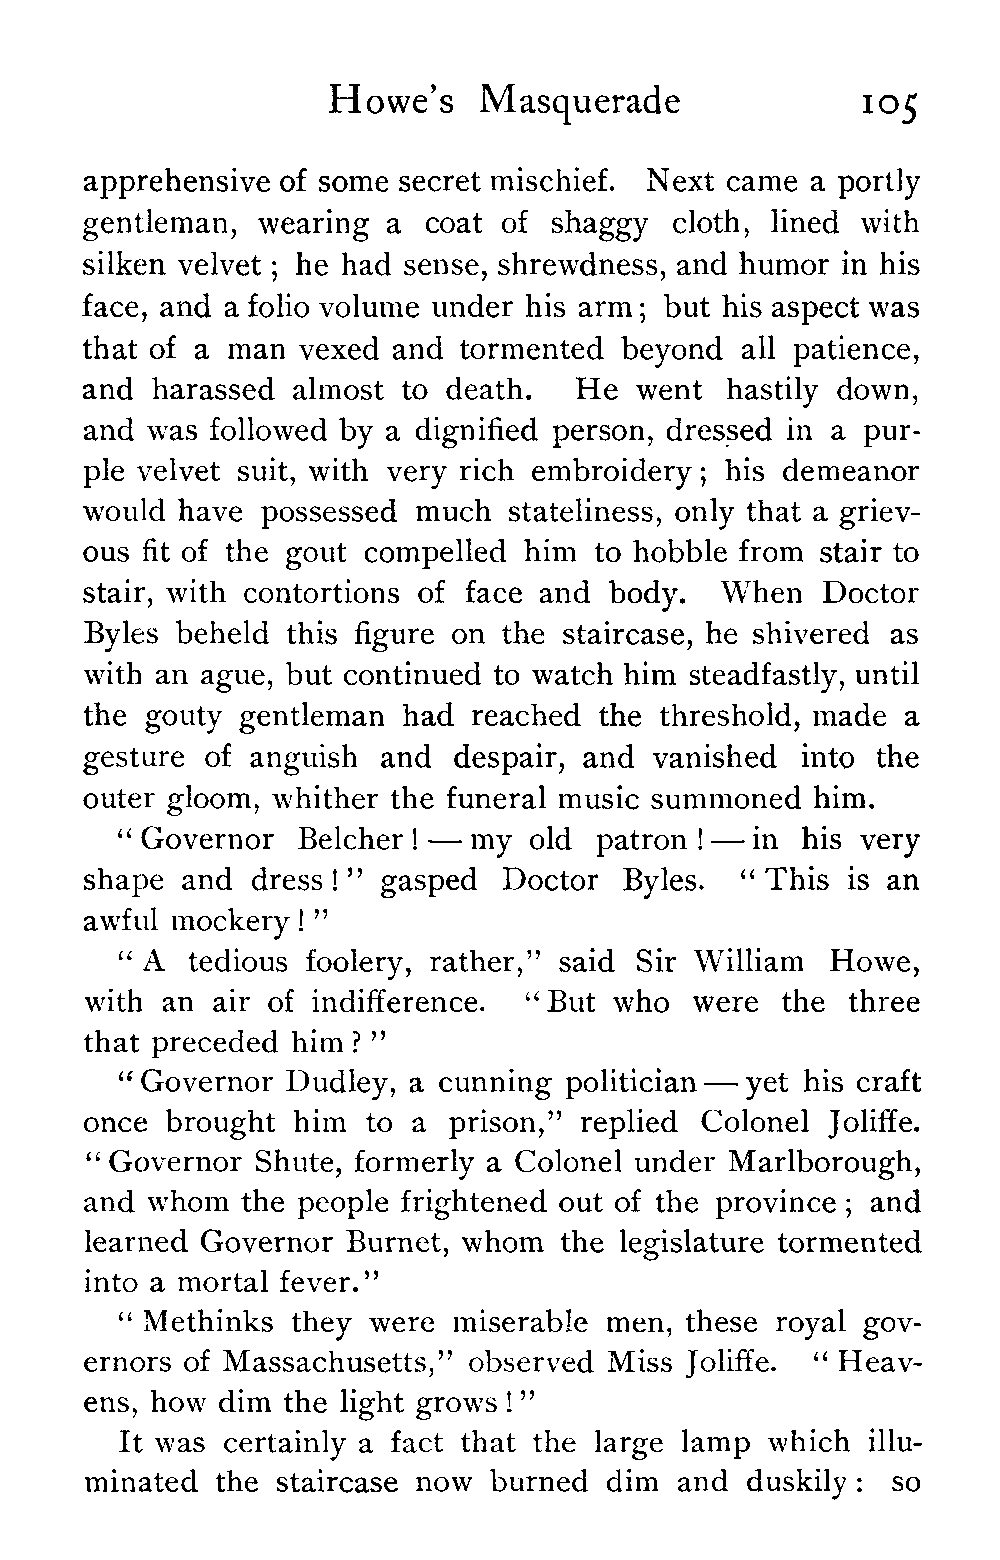 Howe's Masquerade 105
apprehensive of some secret mischief. Next came a portly
gentleman, wearing a coat of shaggy cloth, lined with
silken velvet ; he had sense, shrewdness, and humor in his
face, and a folio volume under his arm ; but his aspect was
that of a man vexed and tormented beyond all patience,
and harassed almost to death. He went hastily down,
and was followed by a dignified person, dressed in a pur-
ple velvet suit, with very rich embroidery ; his demeanor
would have possessed much stateliness, only that a griev-
ous fit of the gout compelled him to hobble from stair to
stair, with contortions of face and body. When Doctor
Byles beheld this figure on the staircase, he shivered as
with an ague, but continued to watch him steadfastly, until
the gouty gentleman had reached the threshold, made a
gesture of anguish and despair, and vanished into the
outer gloom, whither the funeral music summoned him.
“ Governor Belcher ! — my old patron ! — in his very
shape and dress ! ” gasped Doctor Byles. “ This is an
awful mockery ! ”
“ A tedious foolery, rather,” said Sir William Howe,
with an air of indifference. “ But who were the three
that preceded him ? ”
“ Governor Dudley, a cunning politician — yet his craft
once brought him to a prison,” replied Colonel Joliffe.
“ Governor Shute, formerly a Colonel under Marlborough,
and whom the people frightened out of the province ; and
learned Governor Burnet, whom the legislature tormented
into a mortal fever.”
“ Methinks they were miserable men, these royal gov-
ernors of Massachusetts,” observed Miss Joliffe. “ Heav-
ens, how dim the light grows ! ”
It was certainly a fact that the large lamp which illu-
minated the staircase now burned dim and duskily : so